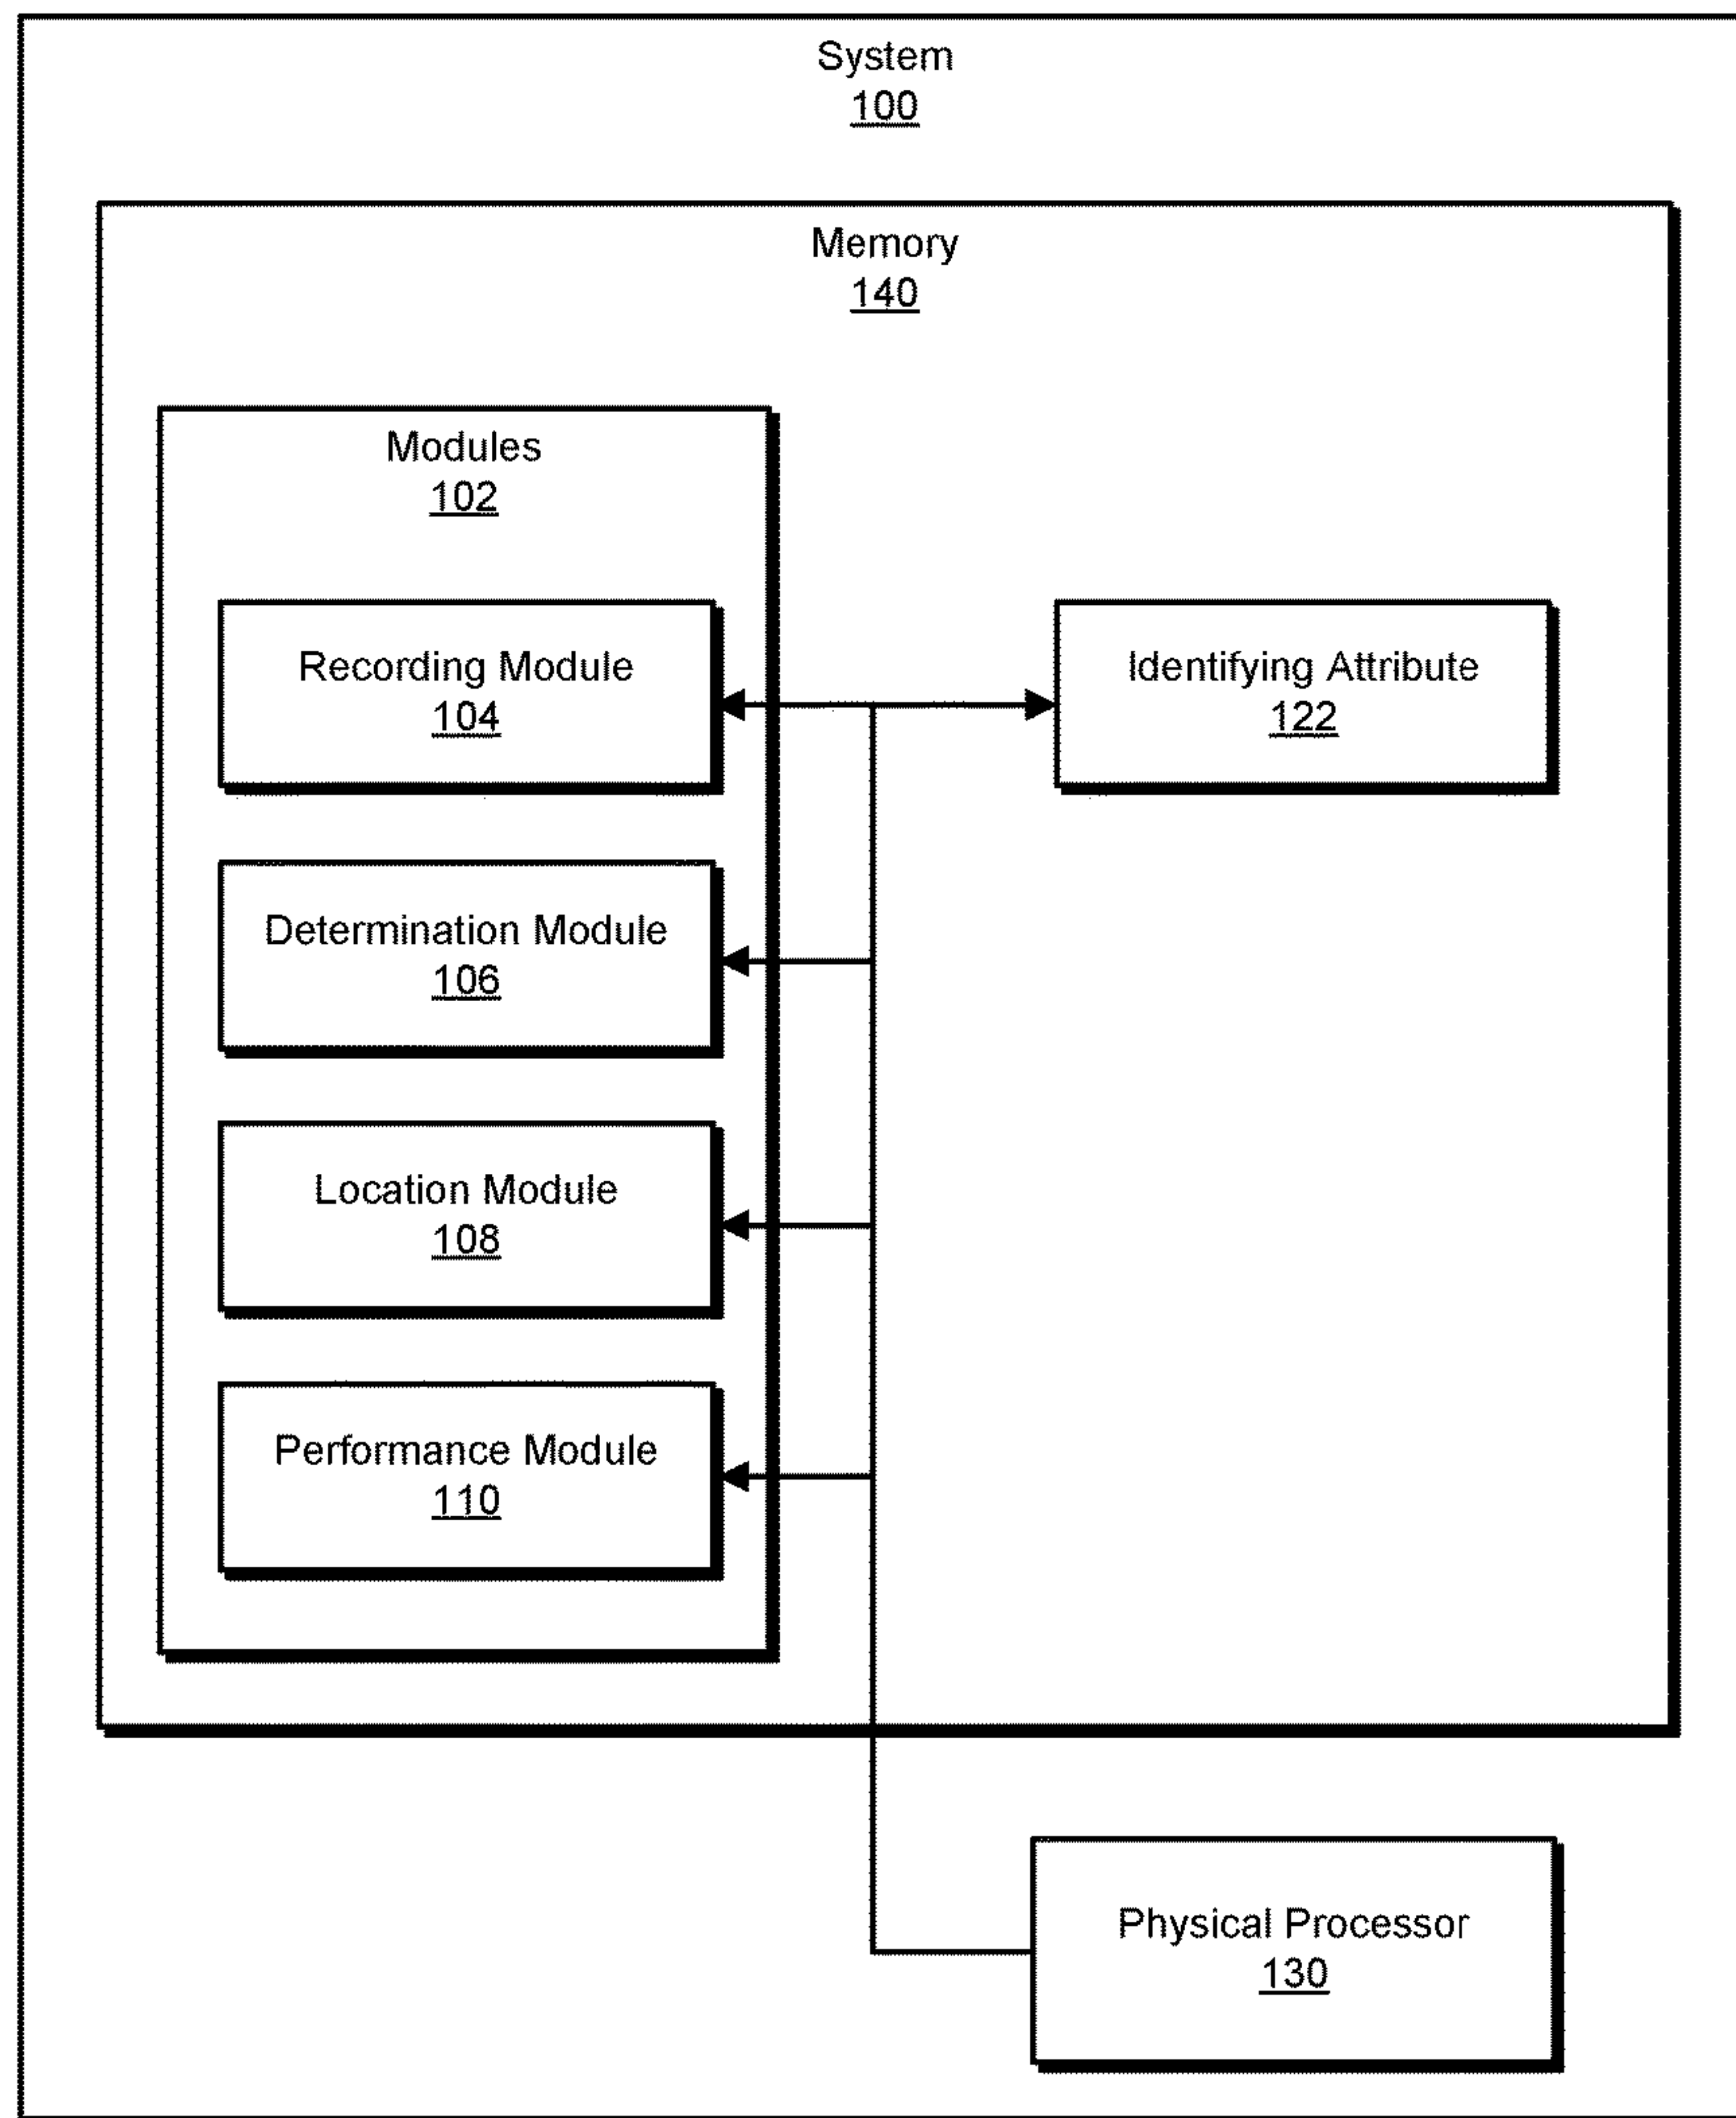 System
100
Memory
140
Modules
102
Recording Module
104
Identifying Attribute
122
Determination Module
106
Location Module
108
Performance Module
110
Physical Processor
130